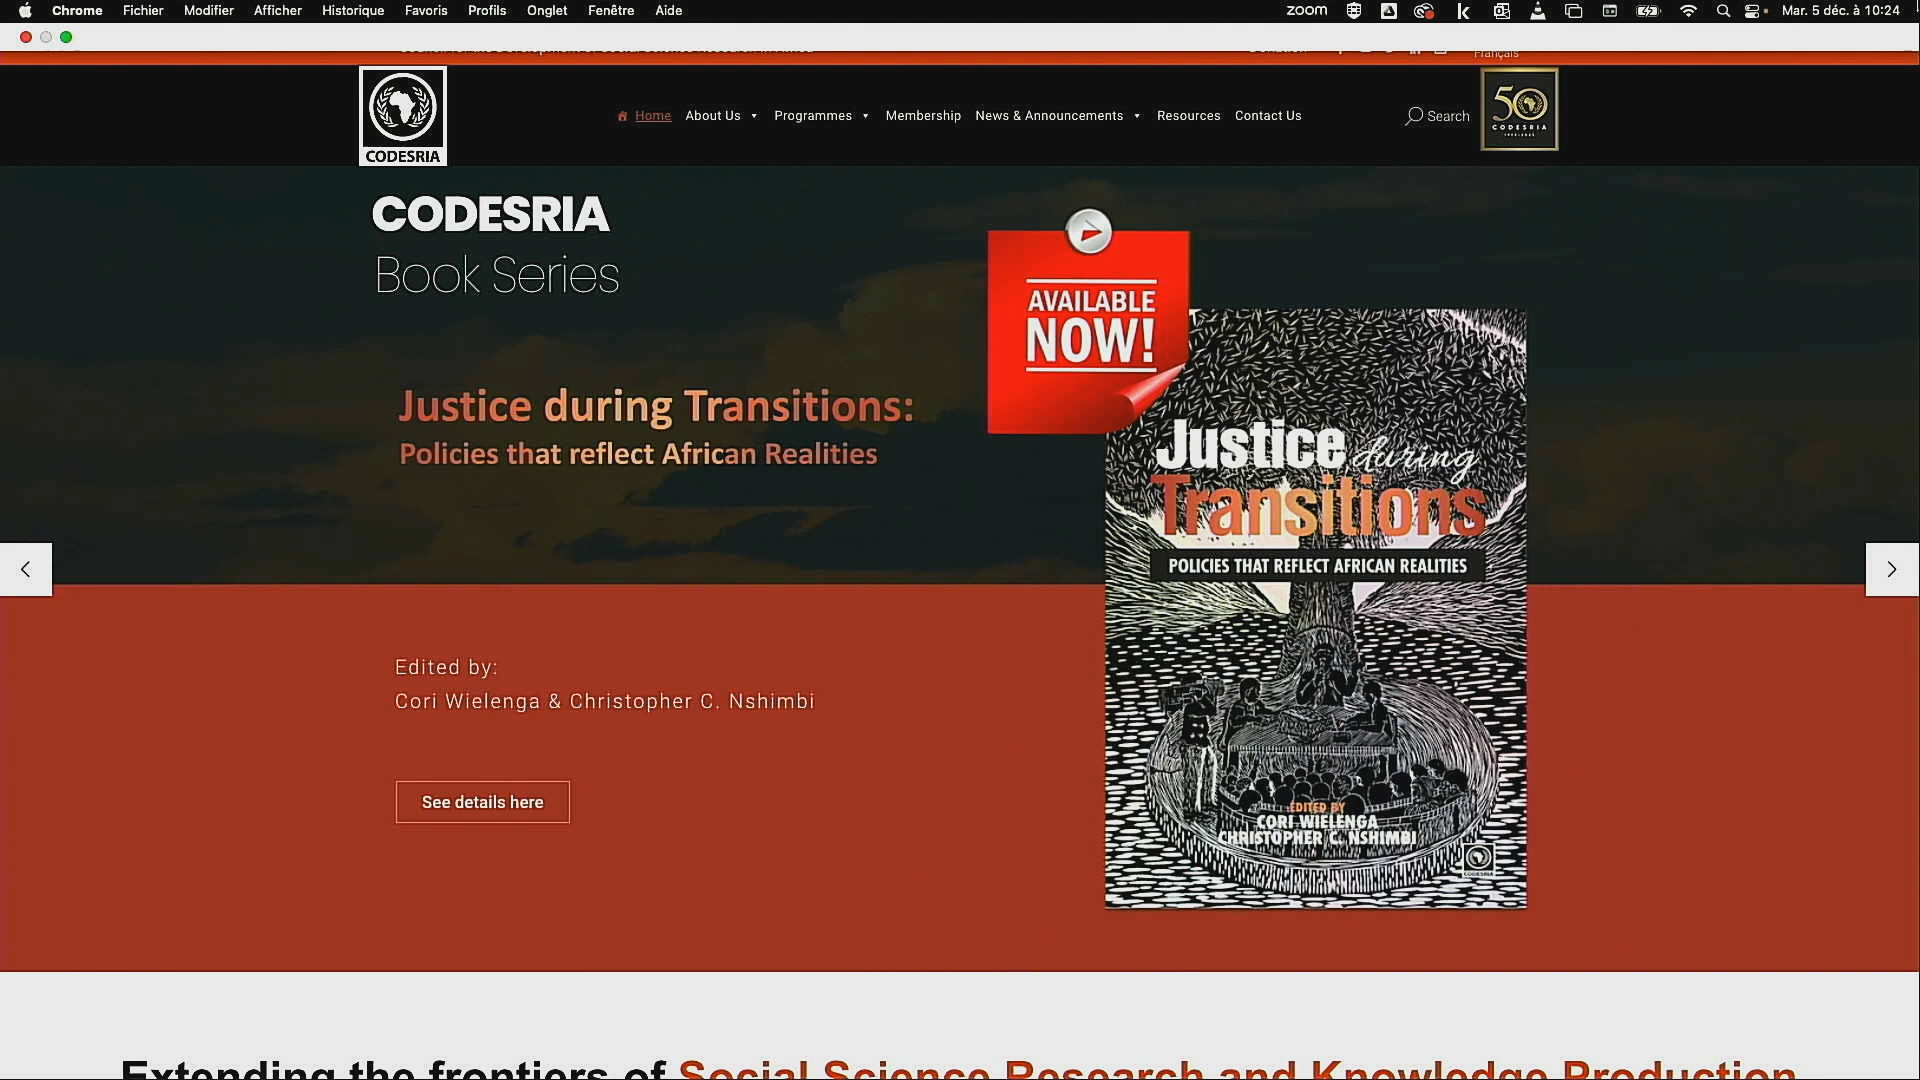 Chrome Fichier Modifier Afficher Historique Favoris Profils Onglet Fenêtre Aide zoom Mar. 5 déc. à 10:24
Français
CODESRIA
Home About Us Programmes Membership News & Announcements Resources Contact Us
Search
50
CODESRIA
CODESRIA
Book Series
AVAILABLE
NOW!
Justice during Transitions:
Policies that reflect African Realities
Justice during
Transitions
POLICIES THAT REFLECT AFRICAN REALITIES
Edited by:
Cori Wielenga & Christopher C. Nshimbi
See details here
EDITED BY
CORI WIELENGA
CHRISTOPHER C. NSHIMBI
CODESRIA
Extending the frontiers of Social Science Research and Knowledge Production